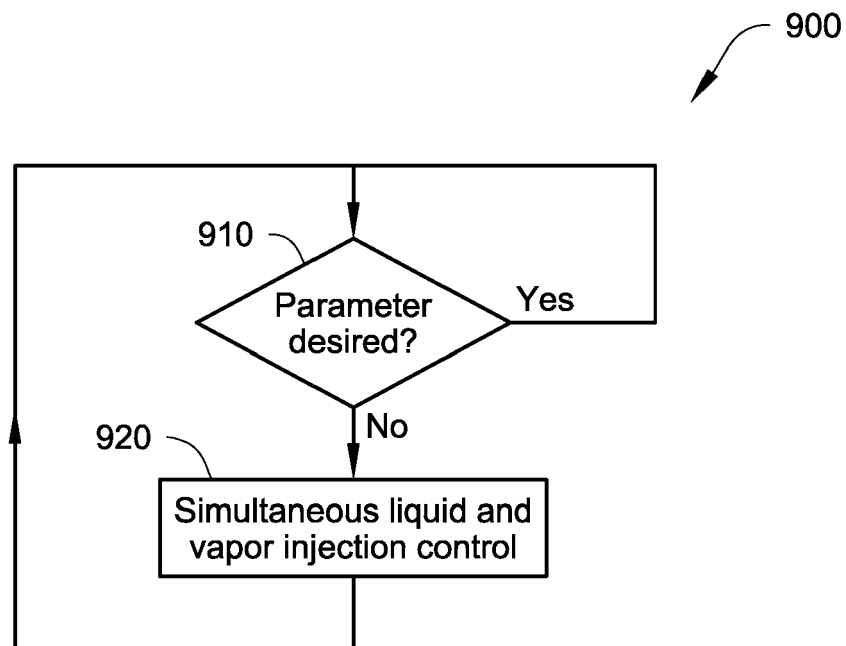 900
910
Parameter
desired?
Yes
No
920
Simultaneous liquid and
vapor injection control